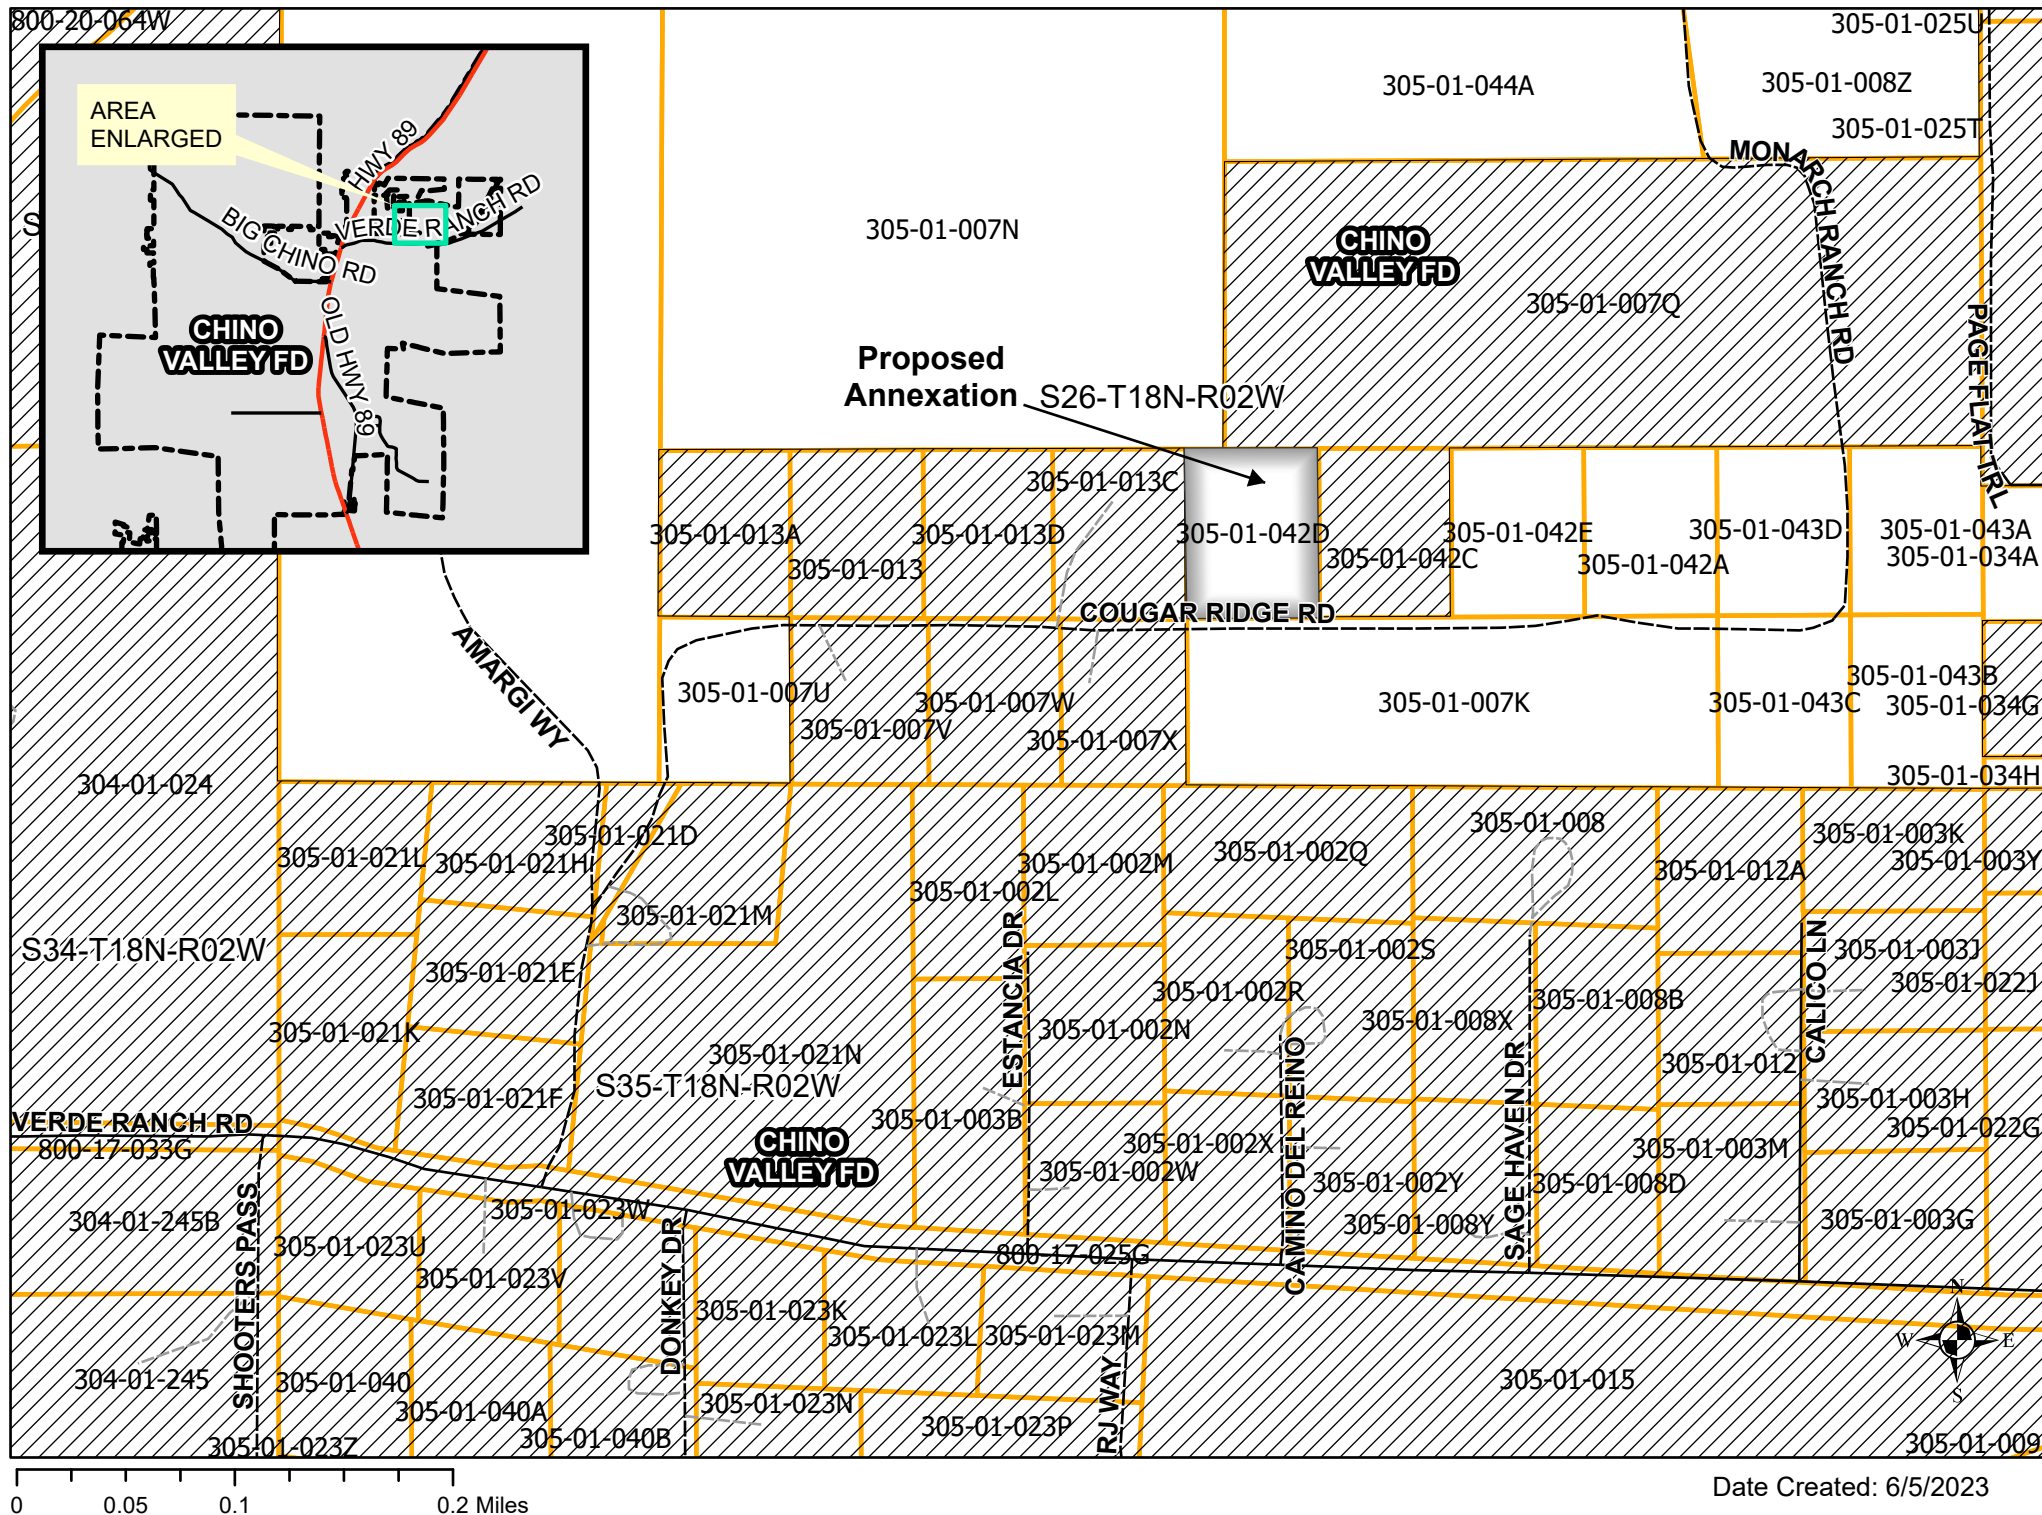 800-20-064W
AREA
ENLARGED
HWY 89
VERDE RANCH RD
BIG CHINO RD
OLD HWY 89
CHINO
VALLEY FD
S
305-01-025U
305-01-044A
305-01-008Z
305-01-025T
MONARCH RANCH RD
305-01-007N
CHINO
VALLEY FD
305-01-007Q
PAGE FLAT TRL
Proposed
Annexation
S26-T18N-R02W
305-01-013C
305-01-013A
305-01-013D
305-01-042D
305-01-042E
305-01-043D
305-01-043A
305-01-013
305-01-042C
305-01-042A
305-01-034A
COUGAR RIDGE RD
AMARGI WY
305-01-007U
305-01-007W
305-01-007K
305-01-043C
305-01-043B
305-01-034G
305-01-007V
305-01-007X
304-01-024
305-01-034H
305-01-021D
305-01-008
305-01-003K
305-01-021L
305-01-021H
305-01-002M
305-01-002Q
305-01-012A
305-01-003Y
305-01-002L
305-01-021M
S34-T18N-R02W
305-01-021E
ESTANCIA DR
305-01-002S
CALICO LN
305-01-003J
305-01-002R
305-01-008B
305-01-022J
305-01-021K
305-01-002N
305-01-008X
305-01-021N
305-01-012
S35-T18N-R02W
305-01-021F
305-01-003B
CAMINO DEL REINO
SAGE HAVEN DR
305-01-003H
VERDE RANCH RD
800-17-033G
CHINO
VALLEY FD
305-01-002X
305-01-002W
305-01-003M
305-01-022G
305-01-002Y
305-01-008D
304-01-245B
SHOOTERS PASS
305-01-023W
305-01-008Y
305-01-003G
305-01-023U
305-01-023V
DONKEY DR
800-17-025G
305-01-023K
305-01-023L
305-01-023M
304-01-245
305-01-040
305-01-015
305-01-040A
305-01-023N
305-01-023P
RJ WAY
305-01-023Z
305-01-040B
305-01-009
N
W
E
S
0
0.05
0.1
0.2 Miles
Date Created: 6/5/2023